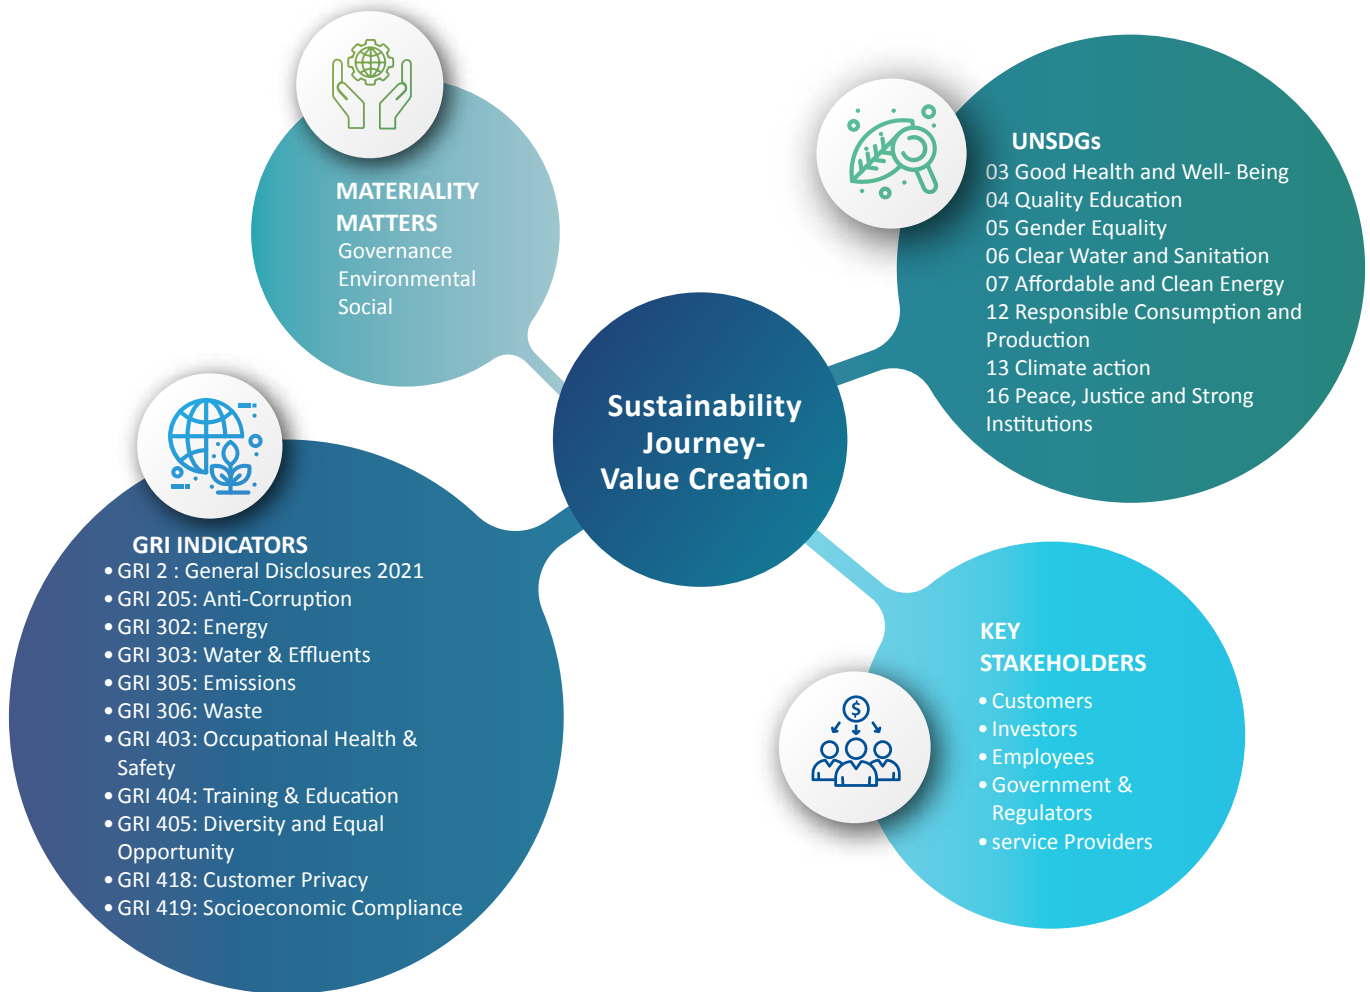 MATERIALITY
MATTERS
Governance
Environmental
Social
UNSDGs
03 Good Health and Well- Being
04 Quality Education
05 Gender Equality
06 Clear Water and Sanitation
07 Affordable and Clean Energy
12 Responsible Consumption and
Production
13 Climate action
16 Peace, Justice and Strong
Institutions
Sustainability
Journey-
Value Creation
GRI INDICATORS
• GRI 2 : General Disclosures 2021
• GRI 205: Anti-Corruption
• GRI 302: Energy
• GRI 303: Water & Effluents
• GRI 305: Emissions
• GRI 306: Waste
• GRI 403: Occupational Health &
Safety
• GRI 404: Training & Education
• GRI 405: Diversity and Equal
Opportunity
• GRI 418: Customer Privacy
• GRI 419: Socioeconomic Compliance
KEY
STAKEHOLDERS
• Customers
• Investors
• Employees
• Government &
Regulators
• service Providers
$